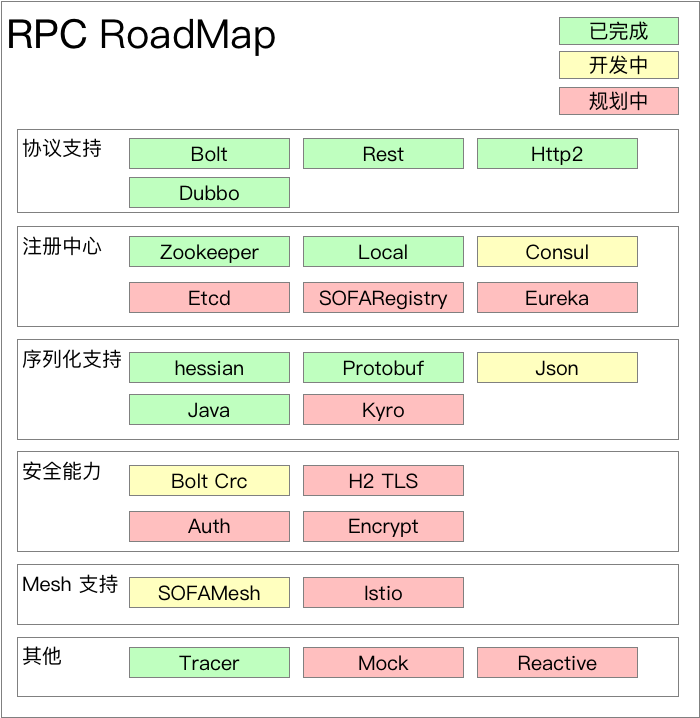 RPC RoadMap
已完成
开发中
规划中
协议支持
Bolt Rest Http2
Dubbo
注册中心
Zookeeper Local Consul
Etcd SOFARegistry Eureka
序列化支持
hessian Protobuf Json
Java Kyro
安全能力
Bolt Crc H2 TLS
Auth Encrypt
Mesh 支持
SOFAMesh Istio
其他
Tracer Mock Reactive